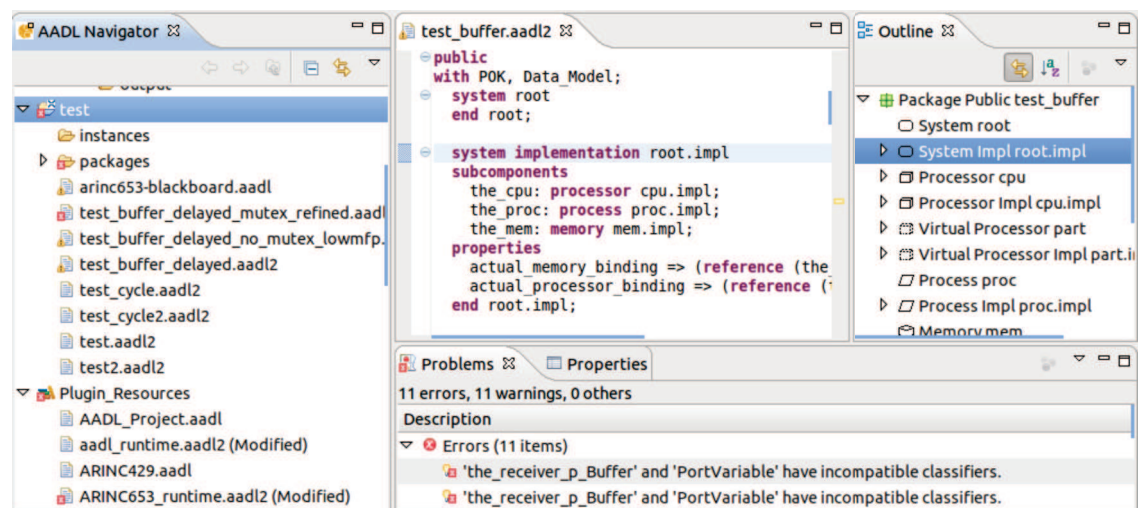 AADL Navigator
output
test
instances
packages
arinc653-blackboard.aadl
test_buffer_delayed_mutex_refined.aadl
test_buffer_delayed_no_mutex_lowmfp.
test_buffer_delayed.aadl2
test_cycle.aadl2
test_cycle2.aadl2
test.aadl2
test2.aadl2
Plugin_Resources
AADL_Project.aadl
aadl_runtime.aadl2 (Modified)
ARINC429.aadl
ARINC653_runtime.aadl2 (Modified)
test_buffer.aadl2
public
with POK, Data_Model;
system root
end root;
system implementation root.impl
subcomponents
the_cpu: processor cpu.impl;
the_proc: process proc.impl;
the_mem: memory mem.impl;
properties
actual_memory_binding => (reference (the_
actual_processor_binding => (reference (
end root.impl;
Outline
Package Public test_buffer
System root
System Impl root.impl
Processor cpu
Processor Impl cpu.impl
Virtual Processor part
Virtual Processor Impl part.i
Process proc
Process Impl proc.impl
Memory mem
Problems
Properties
11 errors, 11 warnings, 0 others
Description
Errors (11 items)
'the_receiver_p_Buffer' and 'PortVariable' have incompatible classifiers.
'the_receiver_p_Buffer' and 'PortVariable' have incompatible classifiers.